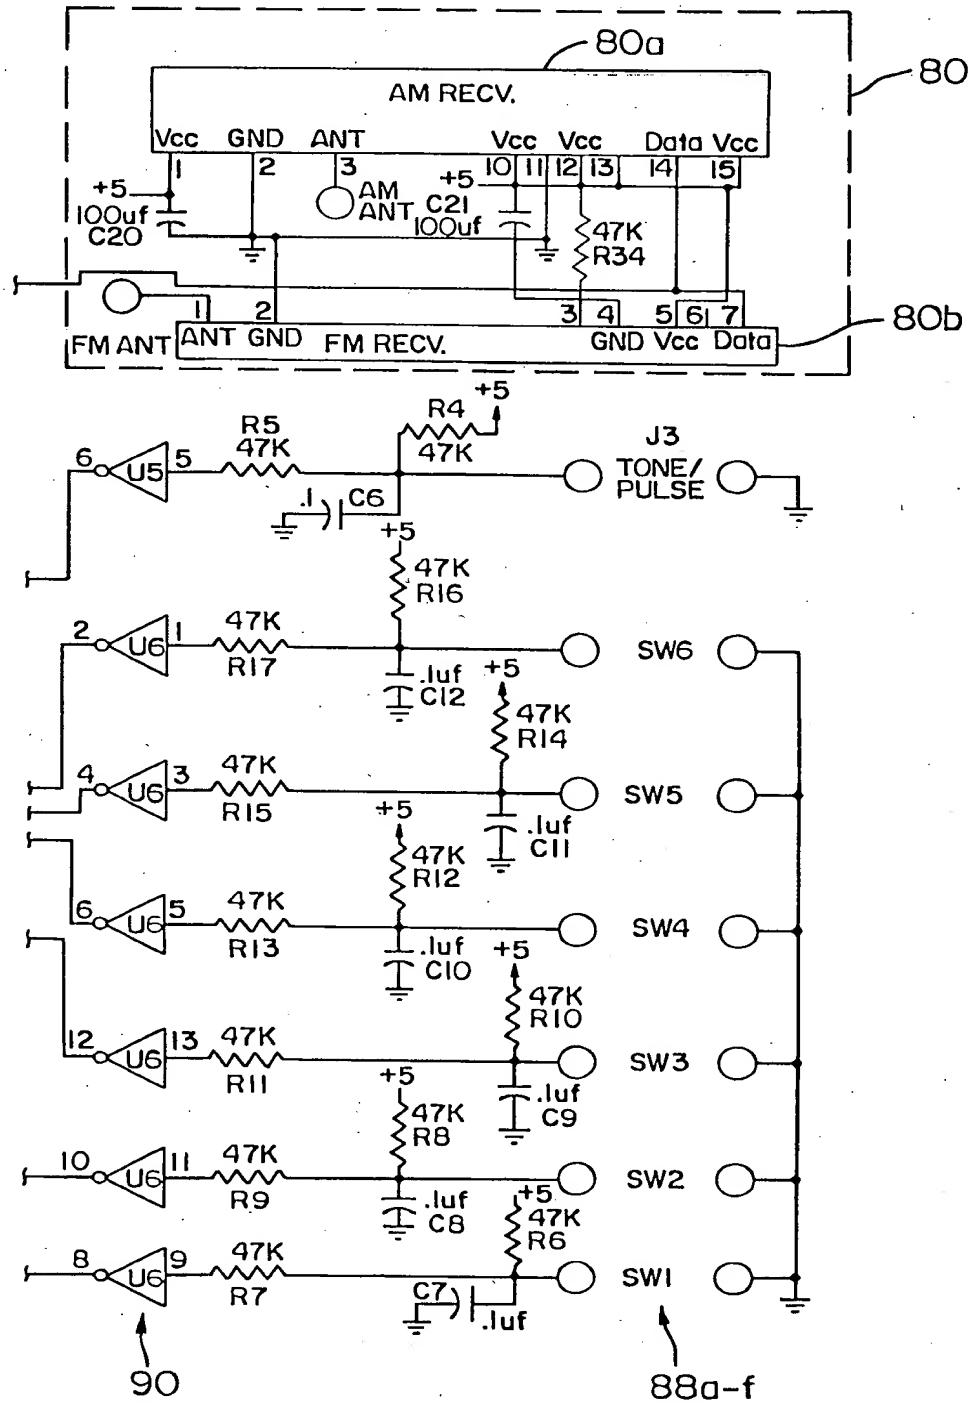 80a
80
AM RECV.
Vcc GND ANT Vcc Vcc Data Vcc
1 2 3 10 11 12 13 14 15
+5
AM
ANT
+5
C21
100uf
100uf
C20
47K
R34
1 2 3 4 5 6 7
80b
FM ANT
ANT GND FM RECV. GND Vcc Data
+5
R4
47K
R5
47K
6 U5 5
J3
TONE/
PULSE
.1 C6
+5
47K
R16
47K
2 U6 1
R17
SW6
.1uf
C12
+5
47K
R14
47K
4 U6 3
R15
SW5
+5
.1uf
C11
47K
R12
47K
6 U6 5
R13
SW4
.1uf
C10
+5
47K
R10
47K
12 U6 13
R11
SW3
+5
.1uf
C9
47K
R8
47K
10 U6 11
R9
SW2
.1uf
C8
+5
47K
R6
47K
8 U6 9
R7
SW1
C7
.1uf
90
88a-f